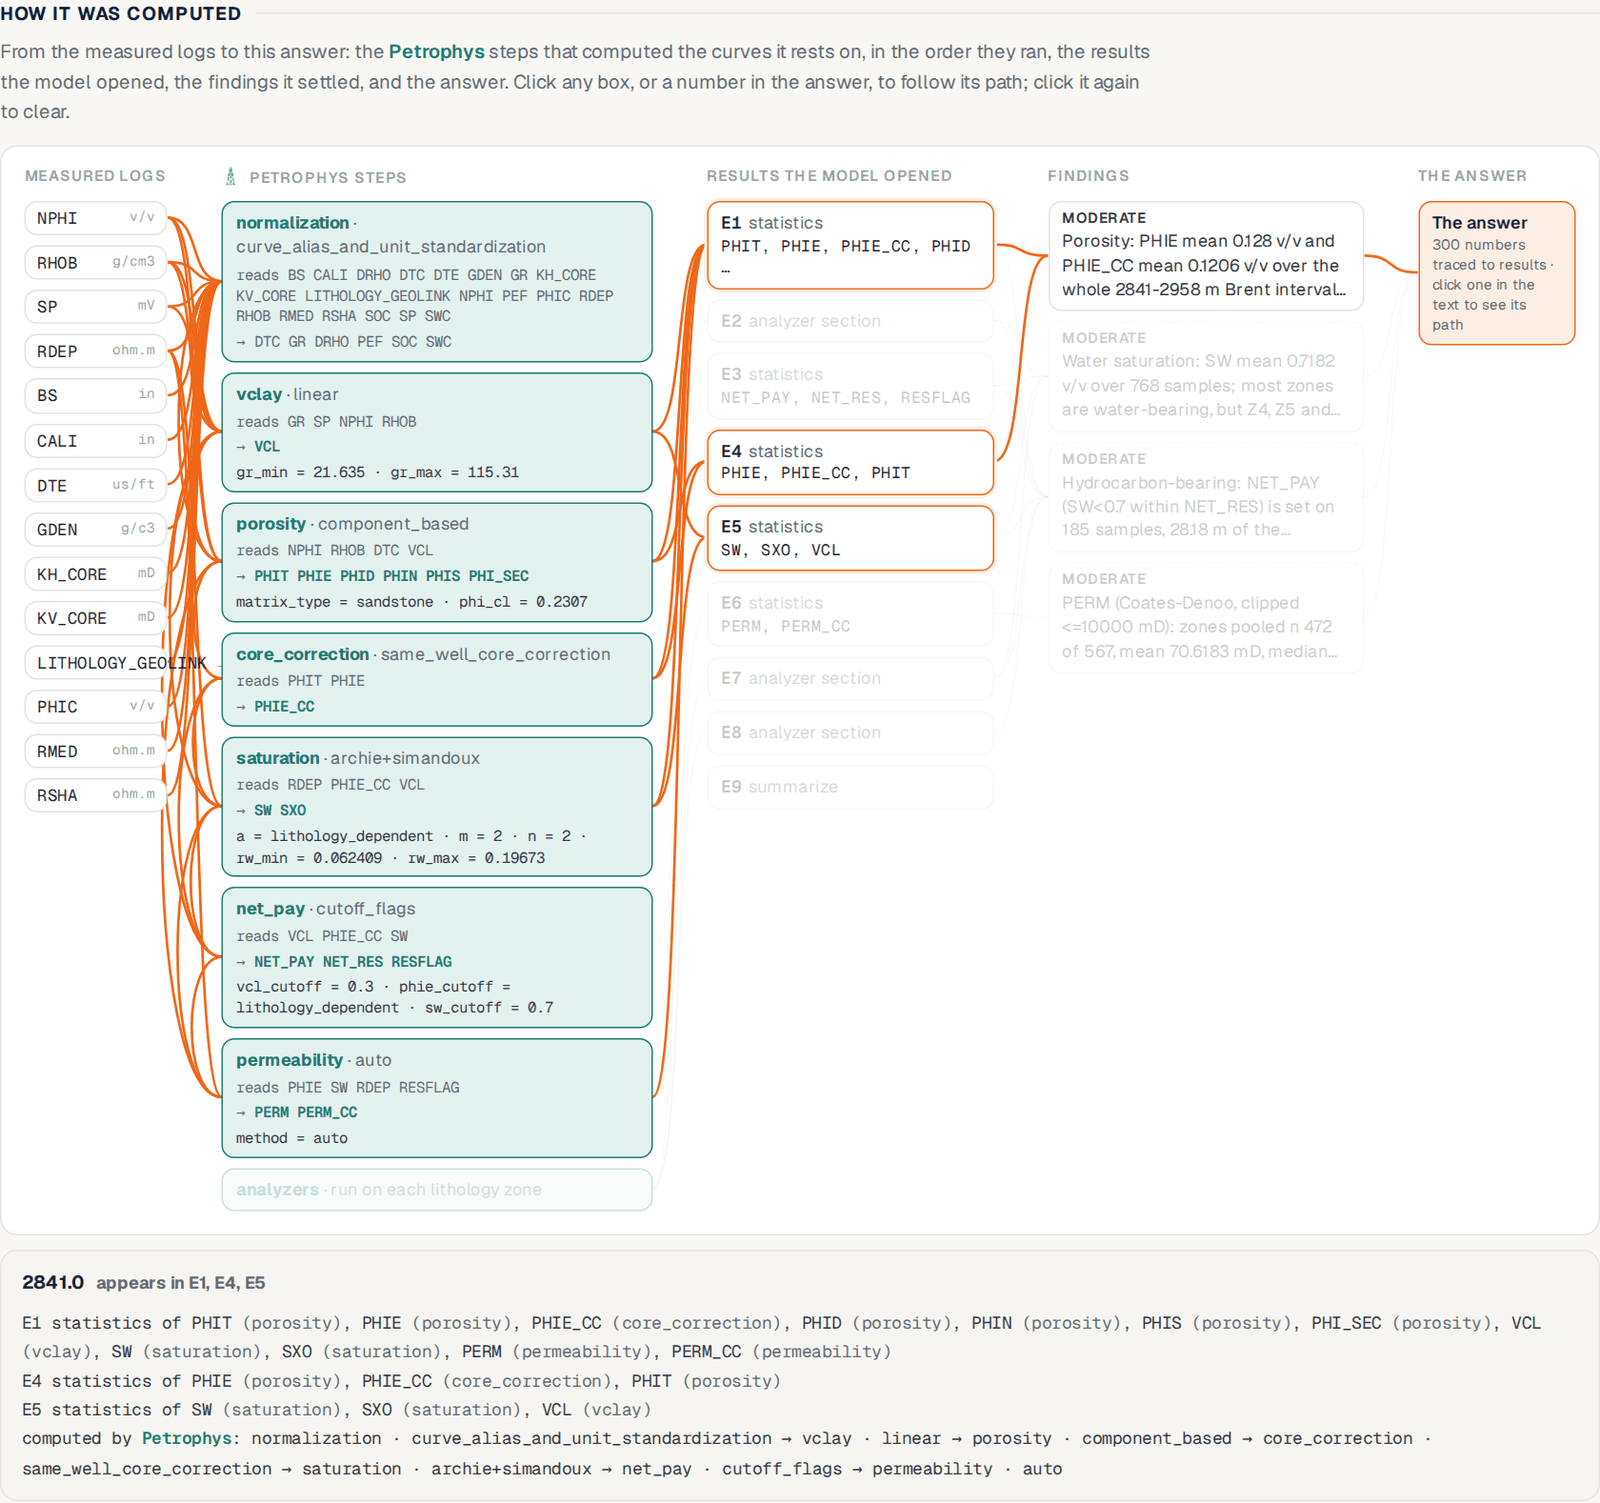 HOW IT WAS COMPUTED
From the measured logs to this answer: the Petrophys steps that computed the curves it rests on, in the order they ran, the results
the model opened, the findings it settled, and the answer. Click any box, or a number in the answer, to follow its path; click it again
to clear.
MEASURED LOGS
NPHI v/v
RHOB g/cm3
SP mV
RDEP ohm.m
BS in
CALI in
DTE us/ft
GDEN g/c3
KH_CORE mD
KV_CORE mD
LITHOLOGY_GEOLINK
PHIC v/v
RMED ohm.m
RSHA ohm.m
PETROPHYS STEPS
normalization ·
curve_alias_and_unit_standardization
reads BS CALI DRHO DTC DTE GDEN GR KH_CORE
KV_CORE LITHOLOGY_GEOLINK NPHI PEF PHIC RDEP
RHOB RMED RSHA SOC SP SWC
→ DTC GR DRHO PEF SOC SWC
vclay · linear
reads GR SP NPHI RHOB
→ VCL
gr_min = 21.635 · gr_max = 115.31
porosity · component_based
reads NPHI RHOB DTC VCL
→ PHIT PHIE PHID PHIN PHIS PHI_SEC
matrix_type = sandstone · phi_cl = 0.2307
core_correction · same_well_core_correction
reads PHIT PHIE
→ PHIE_CC
saturation · archie+simandoux
reads RDEP PHIE_CC VCL
→ SW SXO
a = lithology_dependent · m = 2 · n = 2 ·
rw_min = 0.062409 · rw_max = 0.19673
net_pay · cutoff_flags
reads VCL PHIE_CC SW
→ NET_PAY NET_RES RESFLAG
vcl_cutoff = 0.3 · phie_cutoff =
lithology_dependent · sw_cutoff = 0.7
permeability · auto
reads PHIE SW RDEP RESFLAG
→ PERM PERM_CC
method = auto
analyzers · run on each lithology zone
RESULTS THE MODEL OPENED
E1 statistics
PHIT, PHIE, PHIE_CC, PHID
…
E2 analyzer section
E3 statistics
NET_PAY, NET_RES, RESFLAG
E4 statistics
PHIE, PHIE_CC, PHIT
E5 statistics
SW, SXO, VCL
E6 statistics
PERM, PERM_CC
E7 analyzer section
E8 analyzer section
E9 summarize
FINDINGS
MODERATE
Porosity: PHIE mean 0.128 v/v and
PHIE_CC mean 0.1206 v/v over the
whole 2841-2958 m Brent interval…
MODERATE
Water saturation: SW mean 0.7182
v/v over 768 samples; most zones
are water-bearing, but Z4, Z5 and…
MODERATE
Hydrocarbon-bearing: NET_PAY
(SW<0.7 within NET_RES) is set on
185 samples, 28.18 m of the…
MODERATE
PERM (Coates-Denoo, clipped
<=10000 mD): zones pooled n 472
of 567, mean 70.6183 mD, median…
THE ANSWER
The answer
300 numbers
traced to results ·
click one in the
text to see its
path
2841.0 appears in E1, E4, E5
E1 statistics of PHIT (porosity), PHIE (porosity), PHIE_CC (core_correction), PHID (porosity), PHIN (porosity), PHIS (porosity), PHI_SEC (porosity), VCL
(vclay), SW (saturation), SXO (saturation), PERM (permeability), PERM_CC (permeability)
E4 statistics of PHIE (porosity), PHIE_CC (core_correction), PHIT (porosity)
E5 statistics of SW (saturation), SXO (saturation), VCL (vclay)
computed by Petrophys: normalization · curve_alias_and_unit_standardization → vclay · linear → porosity · component_based → core_correction ·
same_well_core_correction → saturation · archie+simandoux → net_pay · cutoff_flags → permeability · auto